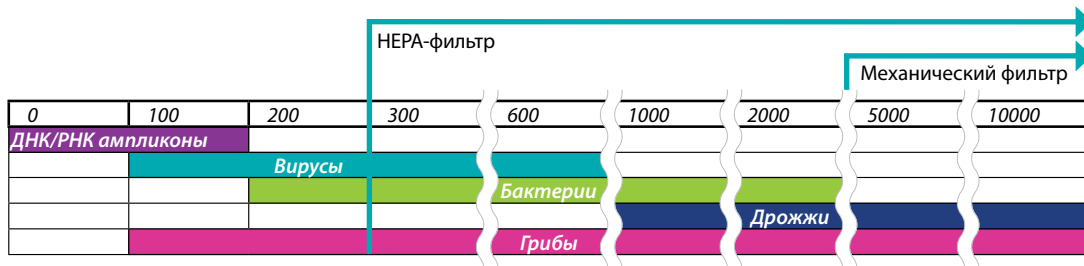 HEPA-фильтр
Механический фильтр
0 100 200 300 600 1000 2000 5000 10000
ДНК/РНК ампликоны
Вирусы
Бактерии
Дрожжи
Грибы